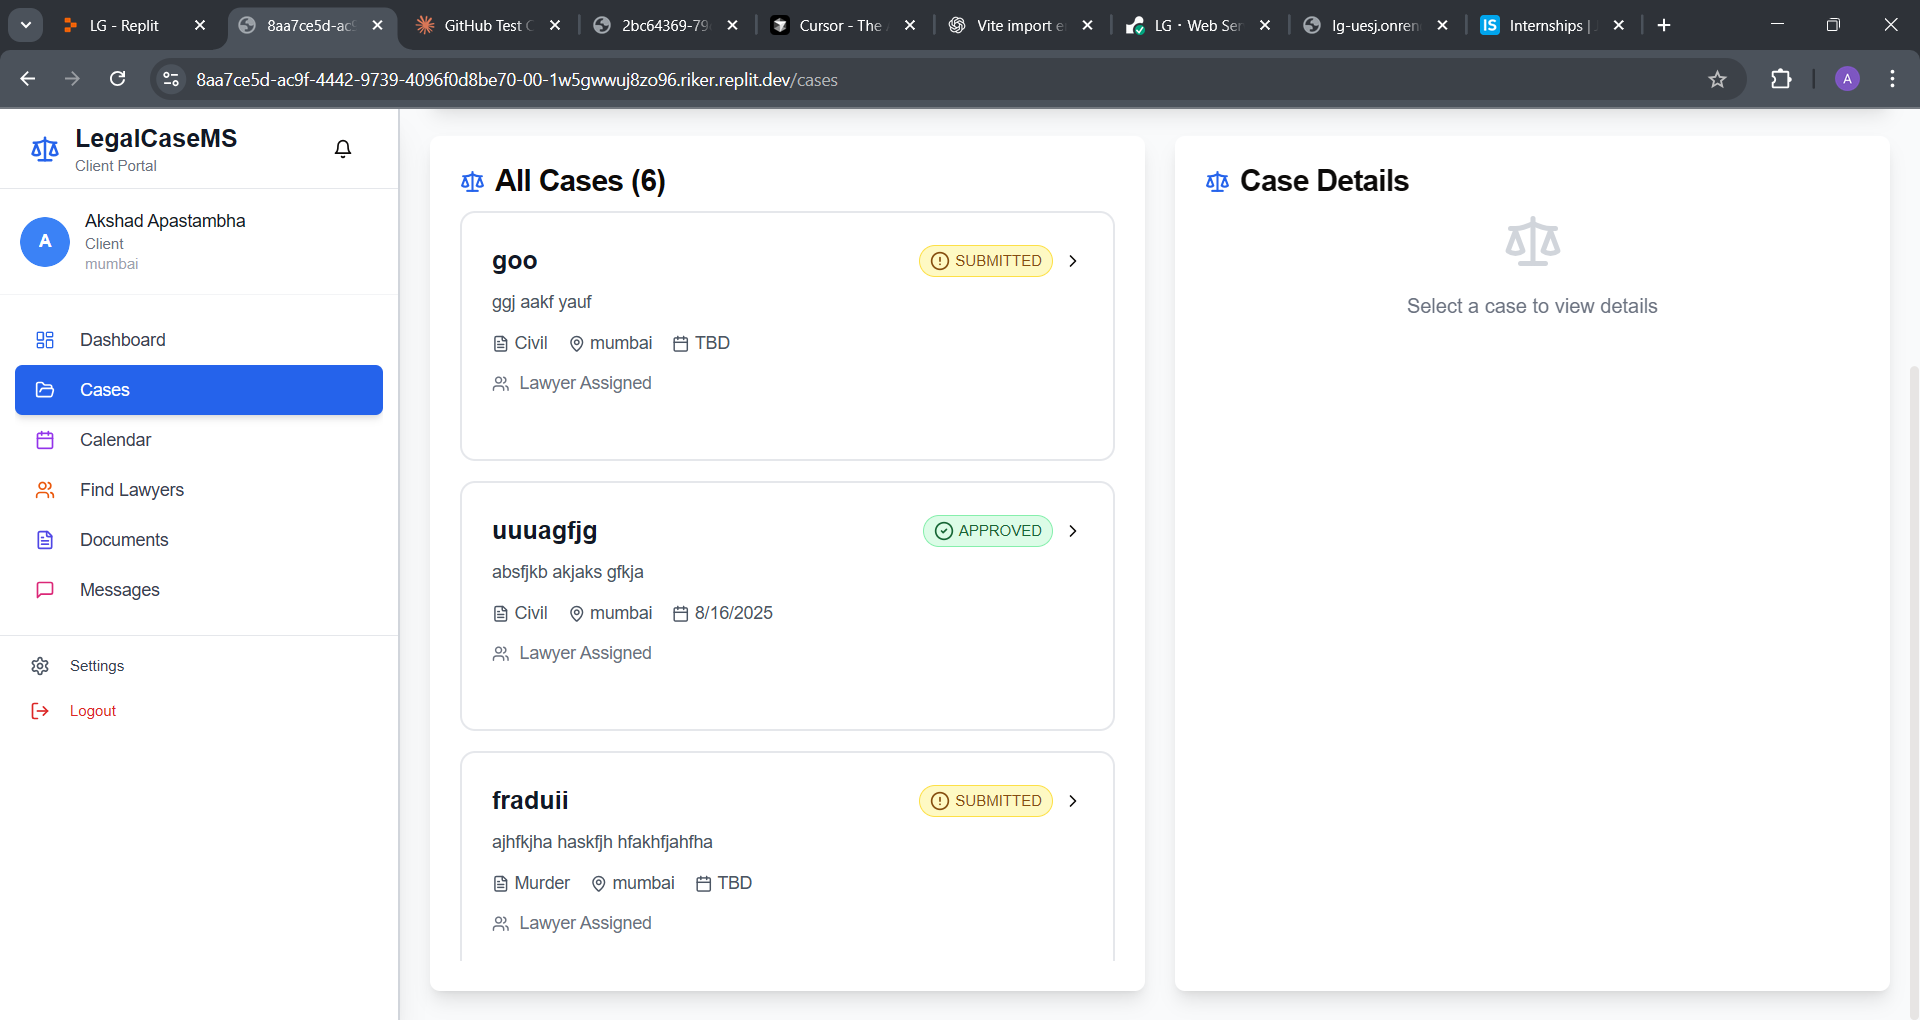 LG - Replit
8aa7ce5d-ac9
GitHub Test C
2bc64369-79
Cursor - The
Vite import e
LG · Web Ser
lg-uesj.onren
IS Internships |
8aa7ce5d-ac9f-4442-9739-4096f0d8be70-00-1w5gwwuj8zo96.riker.replit.dev/cases
A
LegalCaseMS
Client Portal
A
Akshad Apastambha
Client
mumbai
Dashboard
Cases
Calendar
Find Lawyers
Documents
Messages
Settings
Logout
All Cases (6)
goo
SUBMITTED
ggj aakf yauf
Civil mumbai TBD
Lawyer Assigned
uuuagfjg
APPROVED
absfjkb akjaks gfkja
Civil mumbai 8/16/2025
Lawyer Assigned
fraduii
SUBMITTED
ajhfkjha haskfjh hfakhfjahfha
Murder mumbai TBD
Lawyer Assigned
Case Details
Select a case to view details